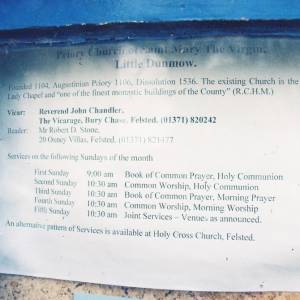 Priory Church of Saint Mary The Virgin,
Little Dunmow.
Founded 1104, Augustinian Priory 1106, Dissolution 1536. The existing Church is the
Lady Chapel and "one of the finest monastic buildings of the County" (R.C.H.M.)
Vicar: Reverend John Chandler.
The Vicarage, Bury Chase, Felsted. (01371) 820242
Reader: Mr Robert D. Stone,
20 Osney Villas, Felsted. (01371)
Services on the following Sundays of the month
First Sunday 9:00 am Book of Common Prayer, Holy Communion
Second Sunday 10:30 am Common Worship, Holy Communion
Third Sunday 10:30 am Book of Common Prayer, Morning Prayer
Fourth Sunday 10:30 am Common Worship, Morning Worship
Fifth Sunday 10:30 am Joint Services – Venues as announced.
An alternative pattern of Services is available at Holy Cross Church, Felsted.